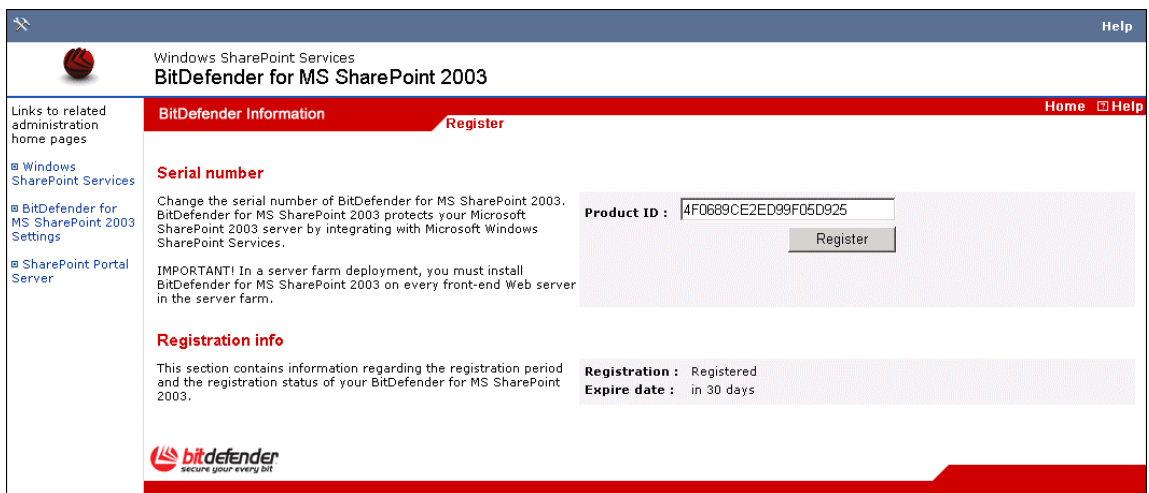 Help
Windows SharePoint Services
BitDefender for MS SharePoint 2003
Links to related
administration
home pages
Windows
SharePoint Services
BitDefender for
MS SharePoint 2003
Settings
SharePoint Portal
Server
BitDefender Information
Register
Home ? Help
Serial number
Change the serial number of BitDefender for MS SharePoint 2003.
BitDefender for MS SharePoint 2003 protects your Microsoft
SharePoint 2003 server by integrating with Microsoft Windows
SharePoint Services.
IMPORTANT! In a server farm deployment, you must install
BitDefender for MS SharePoint 2003 on every front-end Web server
in the server farm.
Product ID : 4F0689CE2ED99F05D925
Register
Registration info
This section contains information regarding the registration period
and the registration status of your BitDefender for MS SharePoint
2003.
Registration : Registered
Expire date : in 30 days
bitdefender
secure your every bit